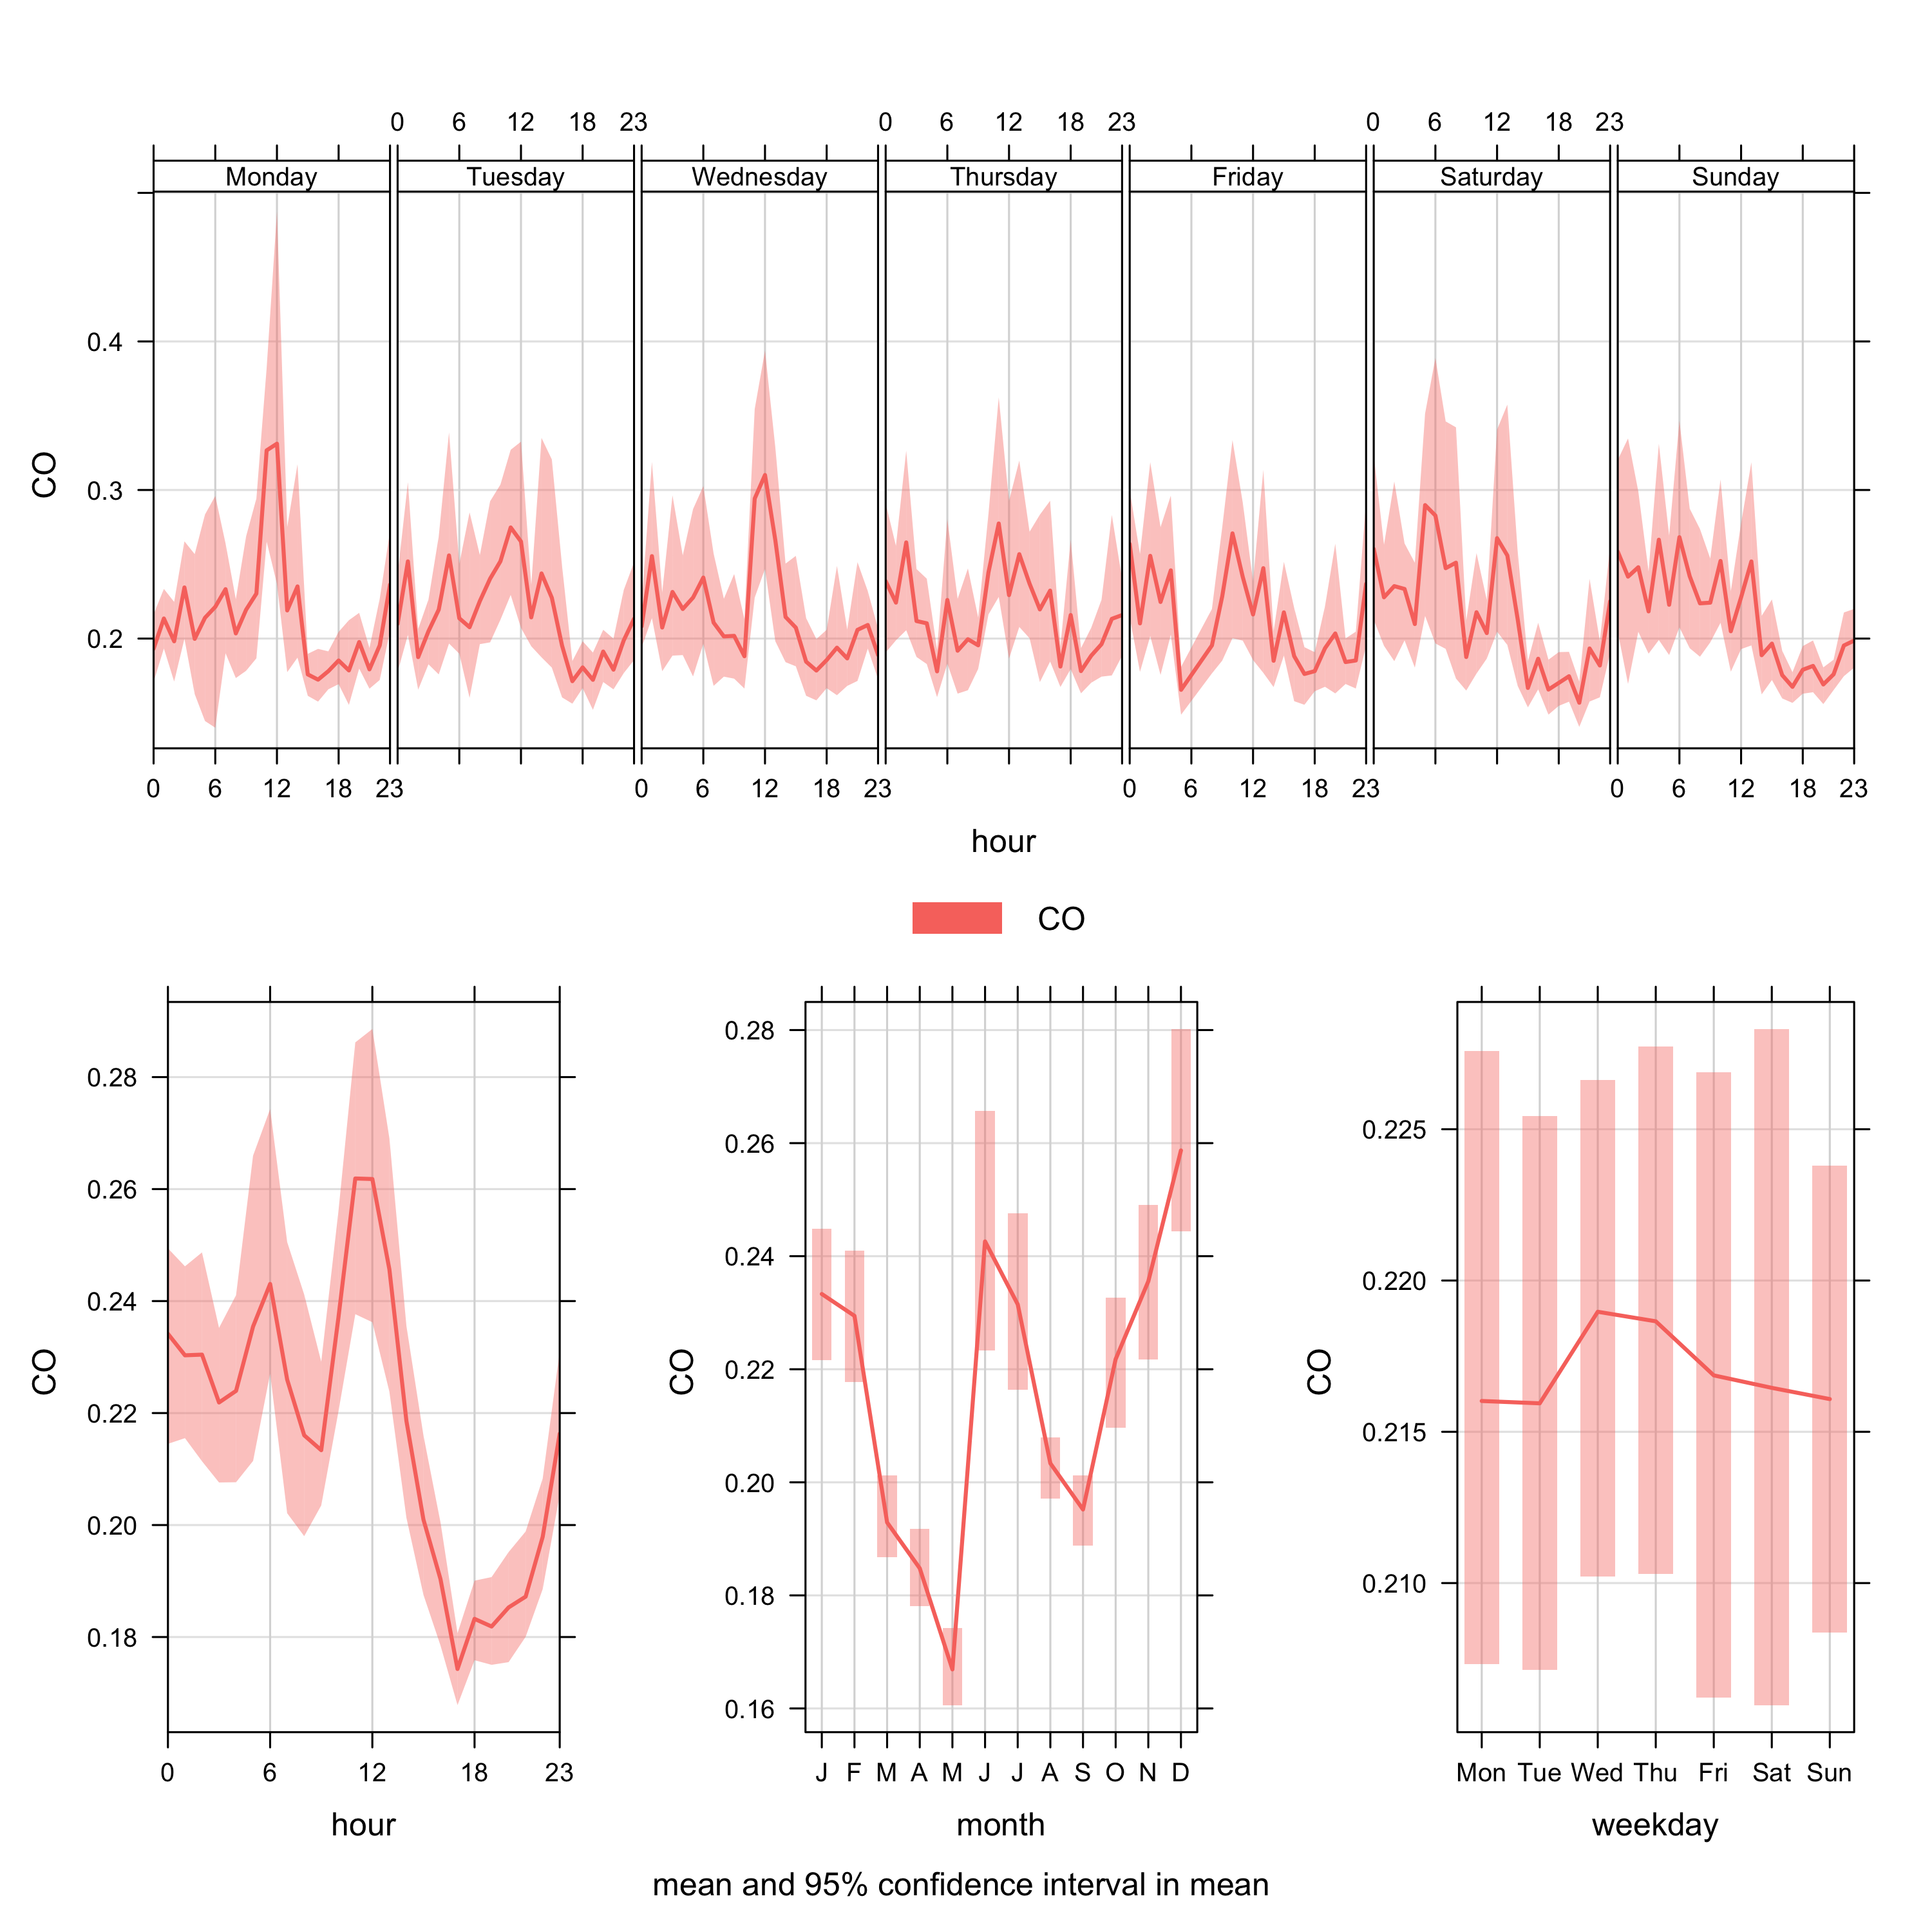 0 6 12 18 23 0 6 12 18 23 0 6 12 18 23
Monday Tuesday Wednesday Thursday Friday Saturday Sunday
CO
0.4
0.3
0.2
0 6 12 18 23 0 6 12 18 23 0 6 12 18 23 0 6 12 18 23
hour
CO
CO
0.28
0.26
0.24
0.22
0.20
0.18
0 6 12 18 23
hour
CO
0.28
0.26
0.24
0.22
0.20
0.18
0.16
J F M A M J J A S O N D
month
CO
0.225
0.220
0.215
0.210
Mon Tue Wed Thu Fri Sat Sun
weekday
mean and 95% confidence interval in mean